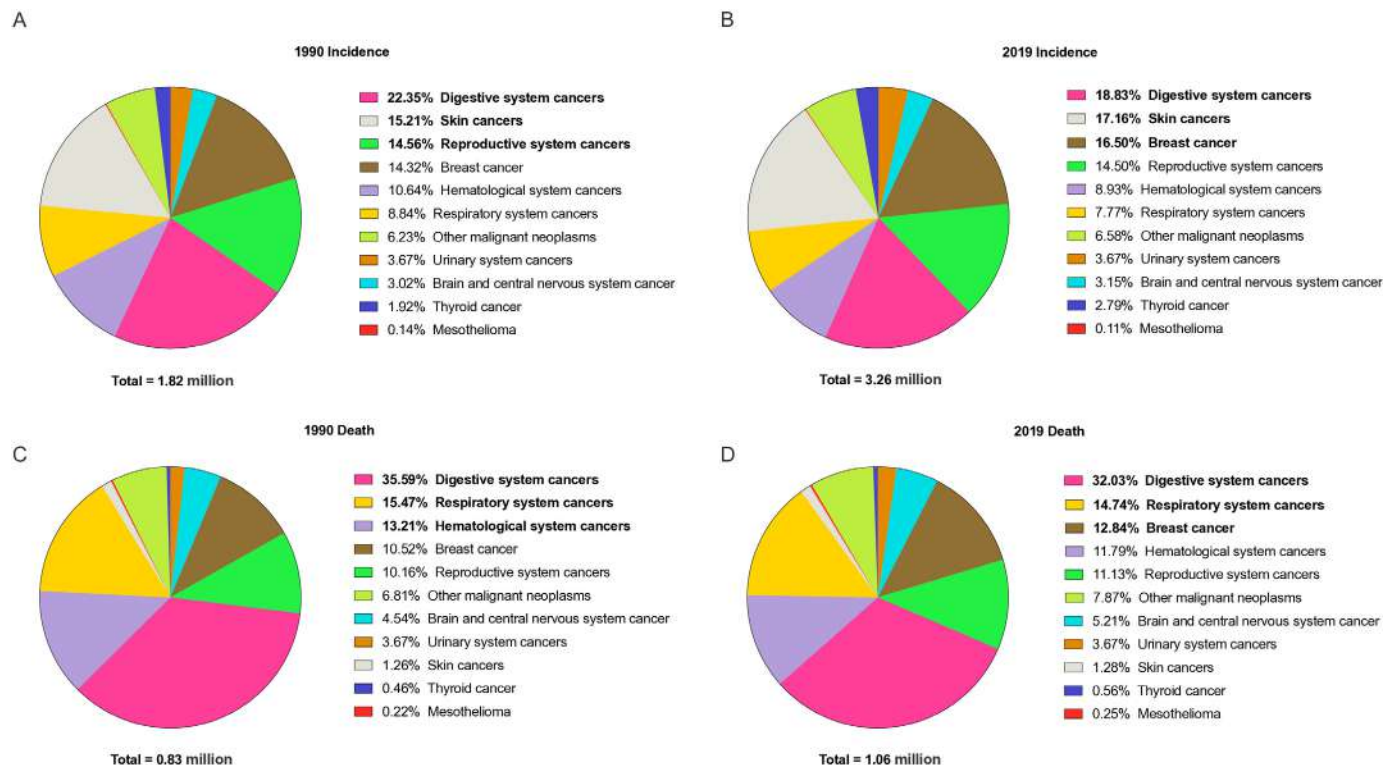 A
1990 Incidence
22.35% Digestive system cancers
15.21% Skin cancers
14.56% Reproductive system cancers
14.32% Breast cancer
10.64% Hematological system cancers
8.84% Respiratory system cancers
6.23% Other malignant neoplasms
3.67% Urinary system cancers
3.02% Brain and central nervous system cancer
1.92% Thyroid cancer
0.14% Mesothelioma
Total = 1.82 million
B
2019 Incidence
18.83% Digestive system cancers
17.16% Skin cancers
16.50% Breast cancer
14.50% Reproductive system cancers
8.93% Hematological system cancers
7.77% Respiratory system cancers
6.58% Other malignant neoplasms
3.67% Urinary system cancers
3.15% Brain and central nervous system cancer
2.79% Thyroid cancer
0.11% Mesothelioma
Total = 3.26 million
C
1990 Death
35.59% Digestive system cancers
15.47% Respiratory system cancers
13.21% Hematological system cancers
10.52% Breast cancer
10.16% Reproductive system cancers
6.81% Other malignant neoplasms
4.54% Brain and central nervous system cancer
3.67% Urinary system cancers
1.26% Skin cancers
0.46% Thyroid cancer
0.22% Mesothelioma
Total = 0.83 million
D
2019 Death
32.03% Digestive system cancers
14.74% Respiratory system cancers
12.84% Breast cancer
11.79% Hematological system cancers
11.13% Reproductive system cancers
7.87% Other malignant neoplasms
5.21% Brain and central nervous system cancer
3.67% Urinary system cancers
1.28% Skin cancers
0.56% Thyroid cancer
0.25% Mesothelioma
Total = 1.06 million